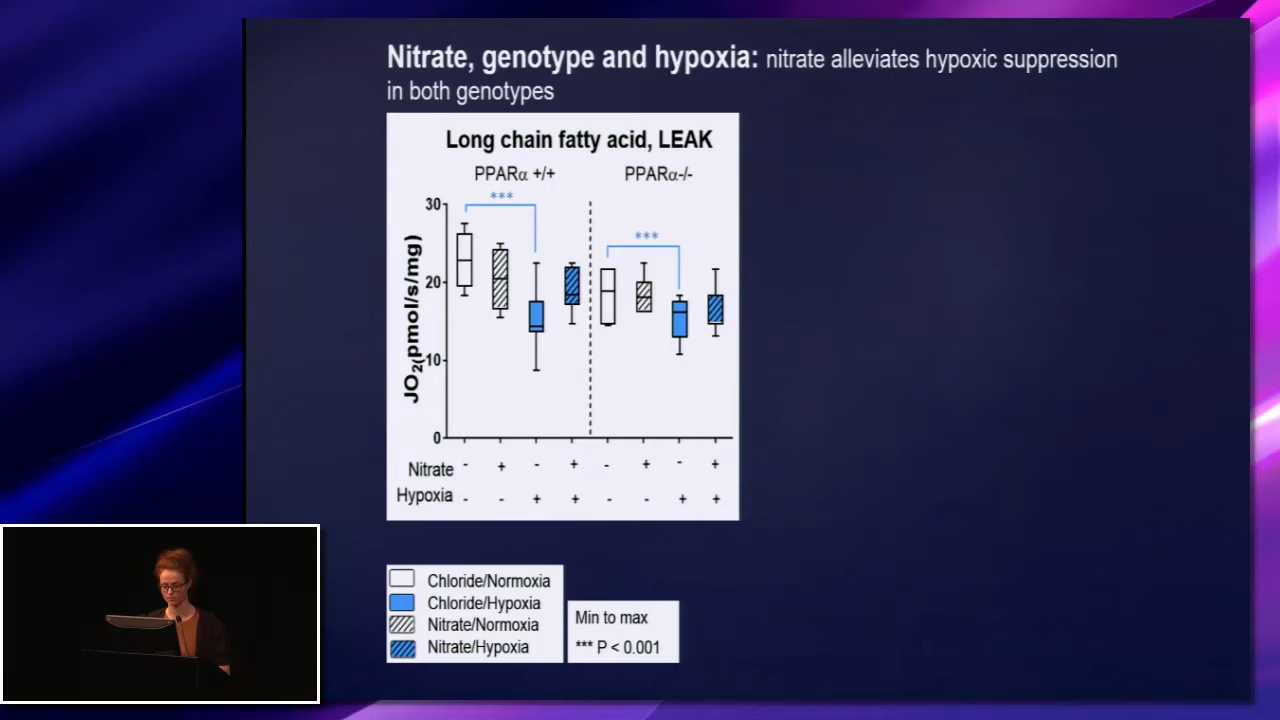 Nitrate, genotype and hypoxia: nitrate alleviates hypoxic suppression
in both genotypes
Long chain fatty acid, LEAK
PPARα +/+ PPARα-/-
*** ***
30
20
10
0
JO2(pmol/s/mg)
Nitrate - + - + - + - +
Hypoxia - - + + - - + +
Chloride/Normoxia
Chloride/Hypoxia
Nitrate/Normoxia
Nitrate/Hypoxia
Min to max
*** P < 0.001